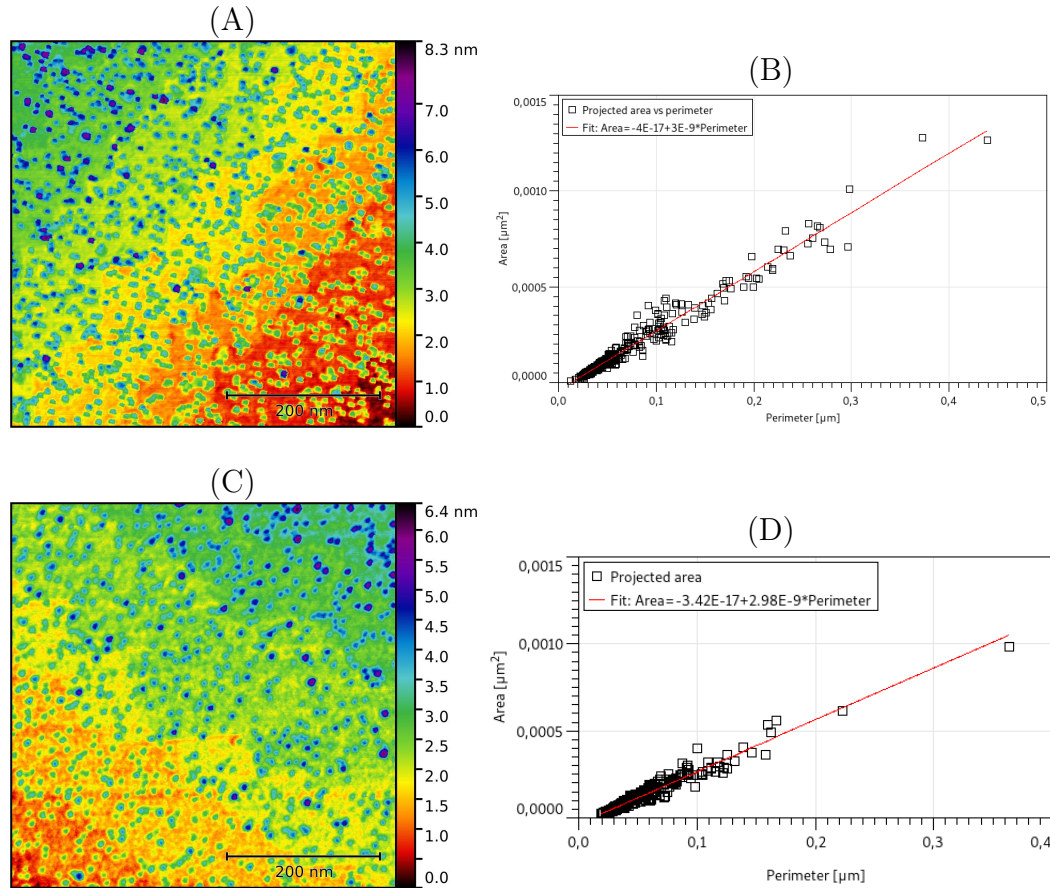 (A)
8.3 nm
7.0
6.0
5.0
4.0
3.0
2.0
1.0
0.0
200 nm
(B)
0,0015
0,0010
0,0005
0,0000
Area [µm²]
Projected area vs perimeter
Fit: Area=-4E-17+3E-9*Perimeter
0,0
0,1
0,2
0,3
0,4
0,5
Perimeter [µm]
(C)
6.4 nm
6.0
5.5
5.0
4.5
4.0
3.5
3.0
2.5
2.0
1.5
1.0
0.0
200 nm
(D)
0,0015
0,0010
0,0005
0,0000
Area [µm²]
Projected area
Fit: Area=-3.42E-17+2.98E-9*Perimeter
0,0
0,1
0,2
0,3
0,4
Perimeter [µm]